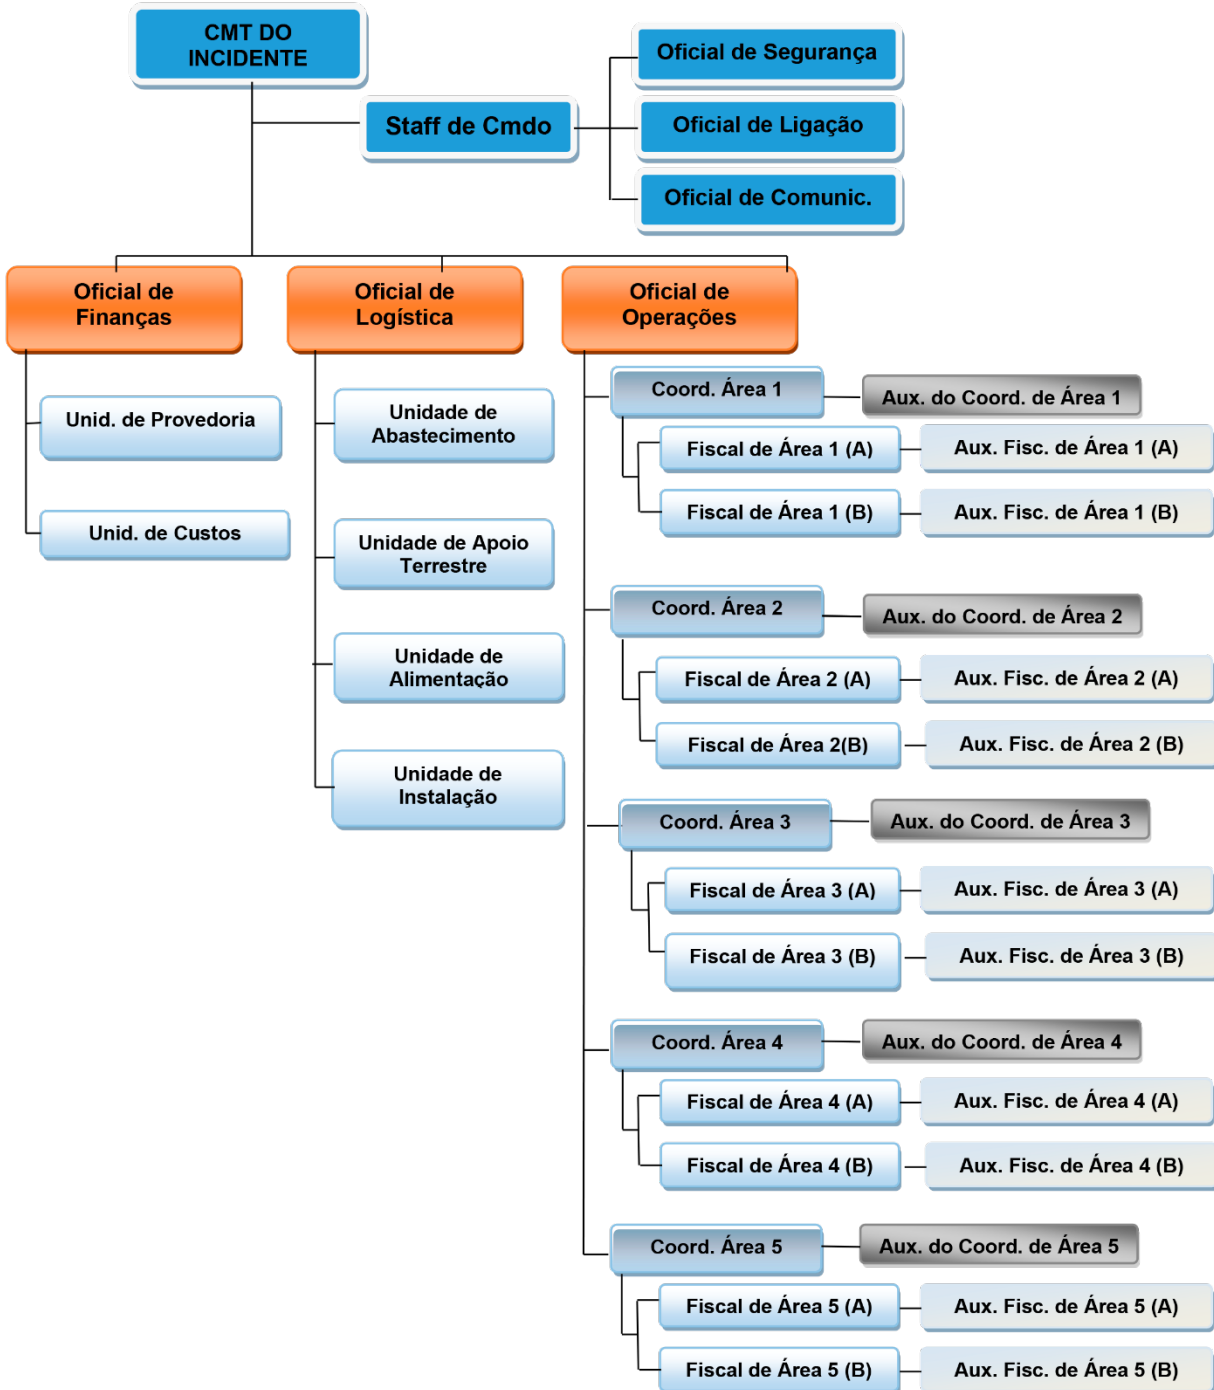 CMT DO
INCIDENTE
Oficial de Segurança
Staff de Cmdo
Oficial de Ligação
Oficial de Comunic.
Oficial de
Finanças
Oficial de
Logística
Oficial de
Operações
Unid. de Provedoria
Unid. de Custos
Unidade de
Abastecimento
Unidade de Apoio
Terrestre
Unidade de
Alimentação
Unidade de
Instalação
Coord. Área 1
Aux. do Coord. de Área 1
Fiscal de Área 1 (A)
Aux. Fisc. de Área 1 (A)
Fiscal de Área 1 (B)
Aux. Fisc. de Área 1 (B)
Coord. Área 2
Aux. do Coord. de Área 2
Fiscal de Área 2 (A)
Aux. Fisc. de Área 2 (A)
Fiscal de Área 2(B)
Aux. Fisc. de Área 2 (B)
Coord. Área 3
Aux. do Coord. de Área 3
Fiscal de Área 3 (A)
Aux. Fisc. de Área 3 (A)
Fiscal de Área 3 (B)
Aux. Fisc. de Área 3 (B)
Coord. Área 4
Aux. do Coord. de Área 4
Fiscal de Área 4 (A)
Aux. Fisc. de Área 4 (A)
Fiscal de Área 4 (B)
Aux. Fisc. de Área 4 (B)
Coord. Área 5
Aux. do Coord. de Área 5
Fiscal de Área 5 (A)
Aux. Fisc. de Área 5 (A)
Fiscal de Área 5 (B)
Aux. Fisc. de Área 5 (B)